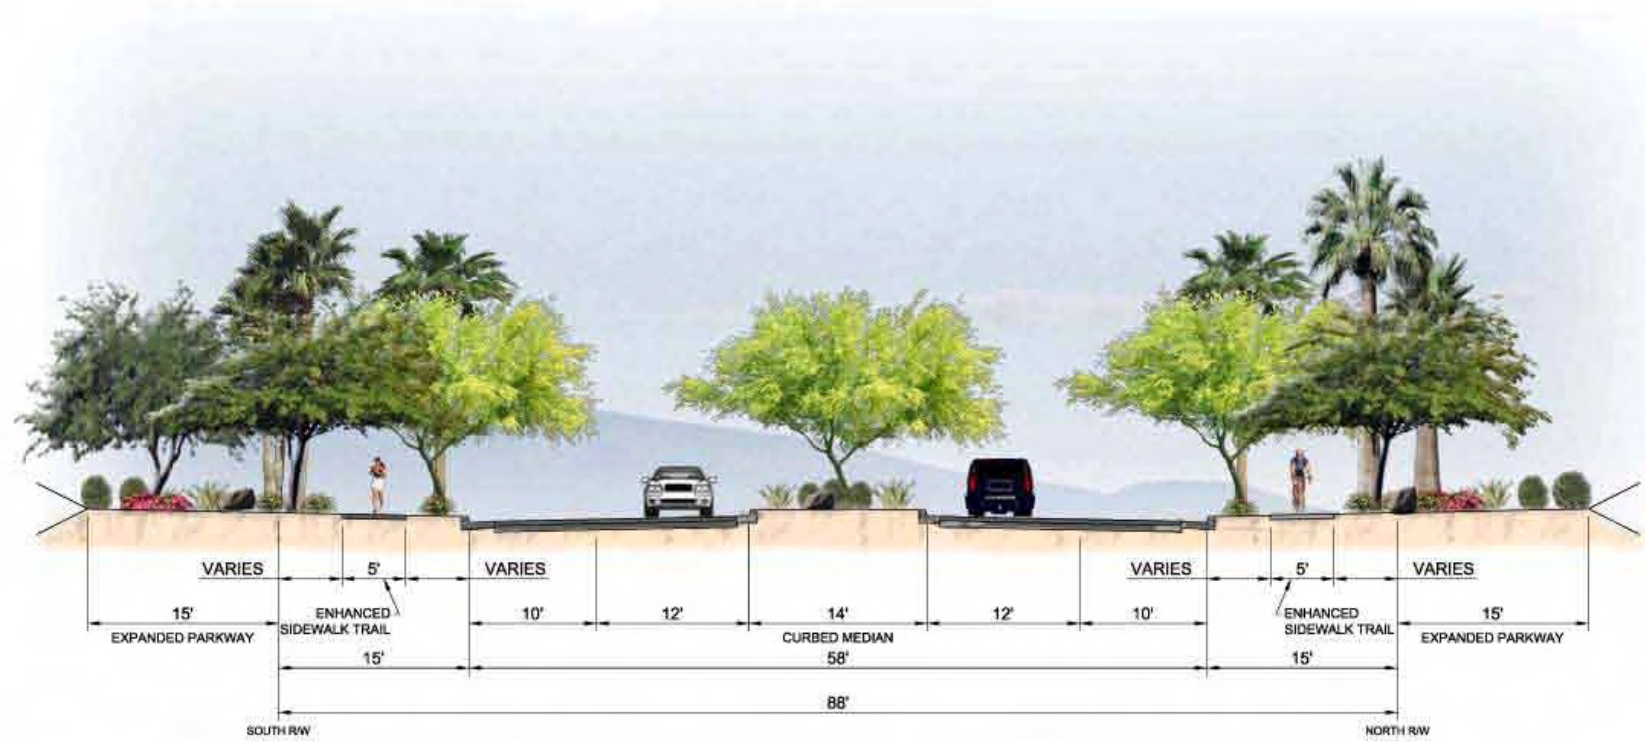 VARIES 5' VARIES VARIES 5' VARIES
15' ENHANCED 10' 12' 14' 12' 10' ENHANCED 15'
EXPANDED PARKWAY SIDEWALK TRAIL CURBED MEDIAN SIDEWALK TRAIL EXPANDED PARKWAY
15' 58' 15'
88'
SOUTH R/W NORTH R/W